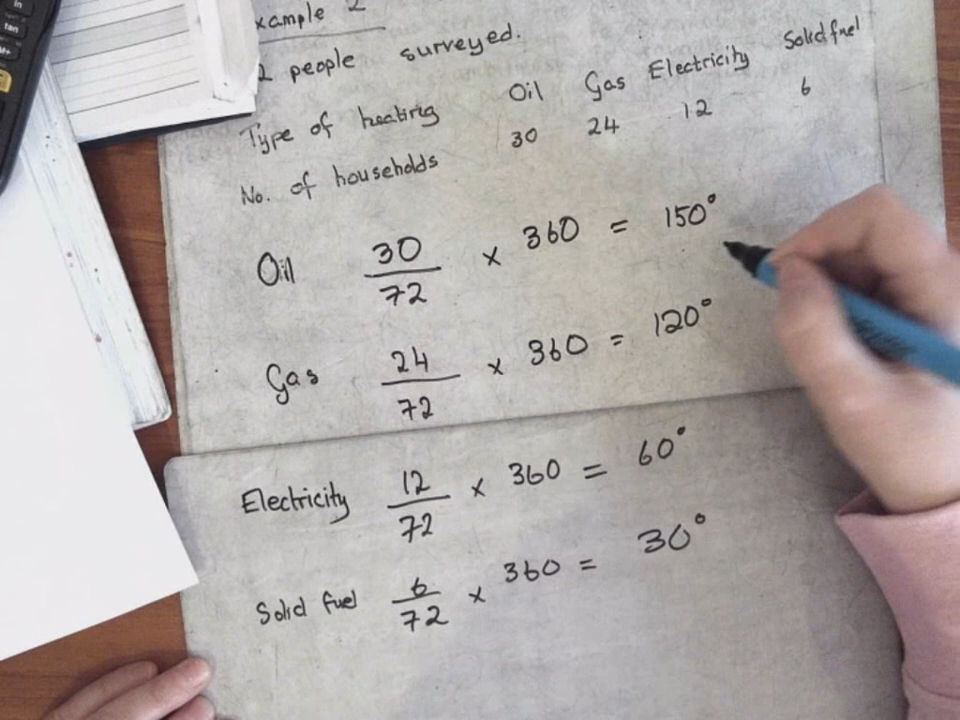 xample 2
2 people surveyed.
Type of heating Oil Gas Electricity Solid fuel
No. of households 30 24 12 6
Oil 30/72 × 360 = 150°
Gas 24/72 × 360 = 120°
Electricity 12/72 × 360 = 60°
Solid fuel 6/72 × 360 = 30°
ln
tan
M+